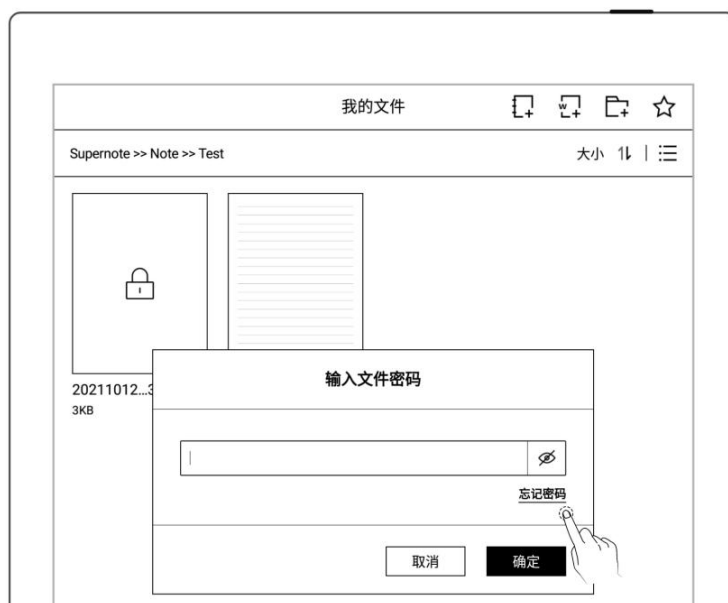 我的文件
Supernote >> Note >> Test
大小
20211012...3
3KB
输入文件密码
忘记密码
取消
确定